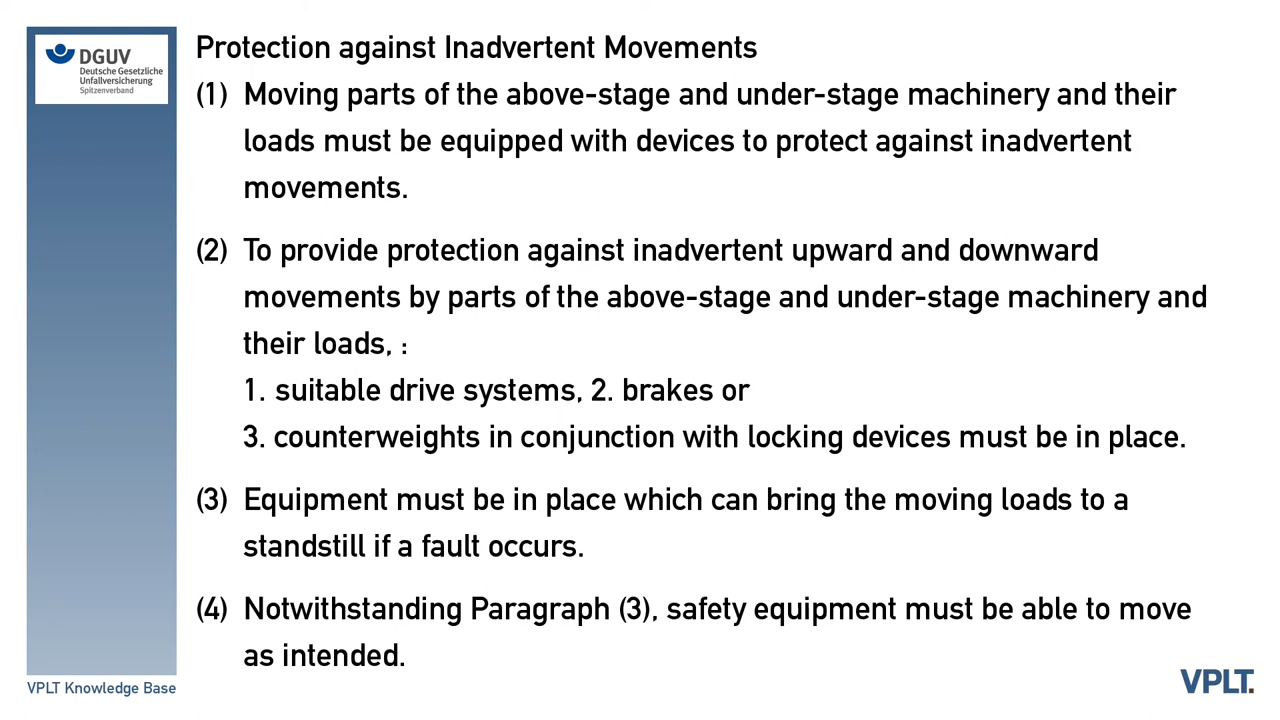 DGUV
Deutsche Gesetzliche
Unfallversicherung
Spitzenverband
Protection against Inadvertent Movements
(1) Moving parts of the above-stage and under-stage machinery and their
loads must be equipped with devices to protect against inadvertent
movements.
(2) To provide protection against inadvertent upward and downward
movements by parts of the above-stage and under-stage machinery and
their loads, :
1. suitable drive systems, 2. brakes or
3. counterweights in conjunction with locking devices must be in place.
(3) Equipment must be in place which can bring the moving loads to a
standstill if a fault occurs.
(4) Notwithstanding Paragraph (3), safety equipment must be able to move
as intended.
VPLT Knowledge Base
VPLT.